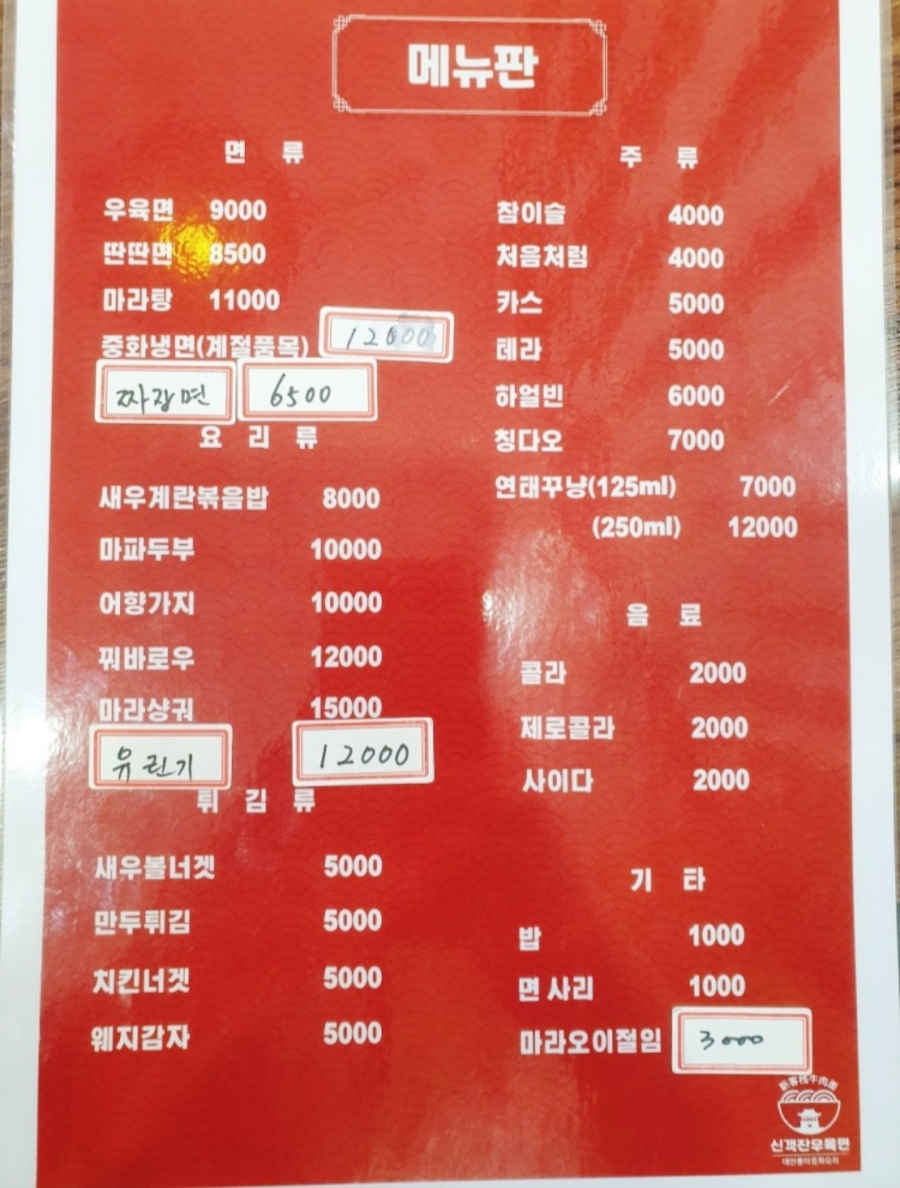 메뉴판
면 류
우육면 9000
딴딴면 8500
마라탕 11000
중화냉면(계절품목) 12000
짜장면 6500
요 리 류
새우계란볶음밥 8000
마파두부 10000
어향가지 10000
꿔바로우 12000
마라샹궈 15000
유린기 12000
튀 김 류
새우볼너겟 5000
만두튀김 5000
치킨너겟 5000
웨지감자 5000
주 류
참이슬 4000
처음처럼 4000
카스 5000
테라 5000
하얼빈 6000
칭다오 7000
연태꾸냥(125ml) 7000
(250ml) 12000
음 료
콜라 2000
제로콜라 2000
사이다 2000
기 타
밥 1000
면 사리 1000
마라오이절임 3000
新客栈牛肉面
신객잔우육면